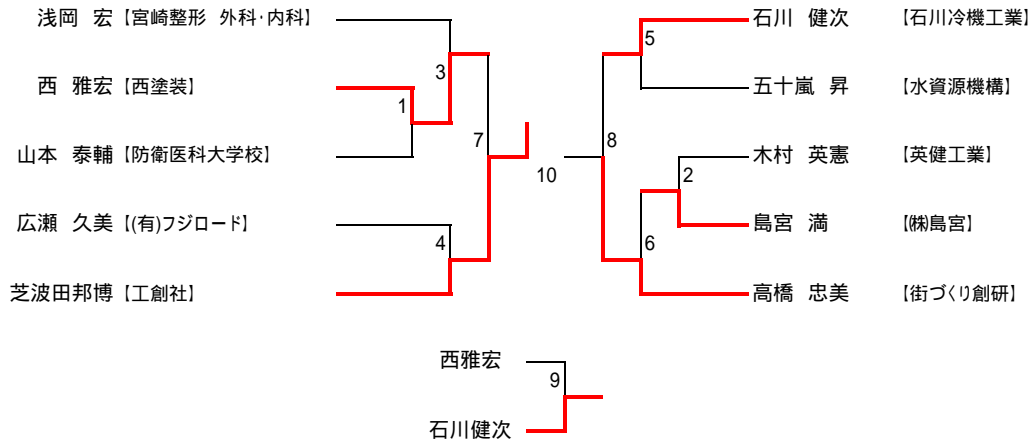 浅岡 宏【宮崎整形 外科・内科】
石川 健次 【石川冷機工業】
5
3
西 雅宏【西塗装】
五十嵐 昇 【水資源機構】
1
7
8
山本 泰輔【防衛医科大学校】
木村 英憲 【英健工業】
10
2
広瀬 久美【(有)フジロード】
島宮 満 【㈱島宮】
4
6
芝波田邦博【工創社】
高橋 忠美 【街づくり創研】
西雅宏
9
石川健次